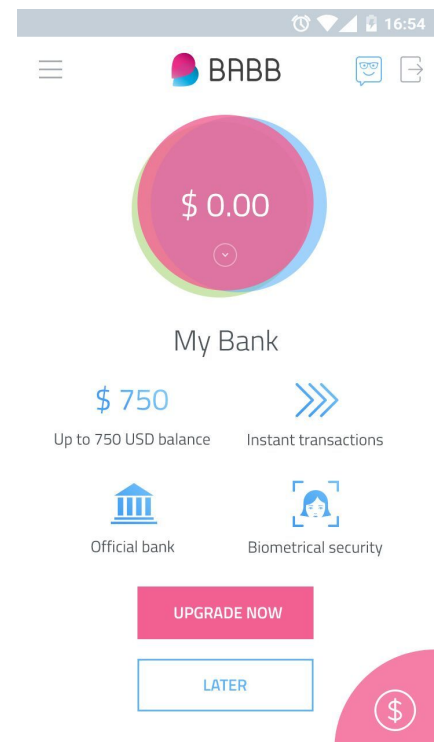 16:54
BABB
$ 0.00
My Bank
$ 750
Up to 750 USD balance
Instant transactions
Official bank
Biometrical security
UPGRADE NOW
LATER
$